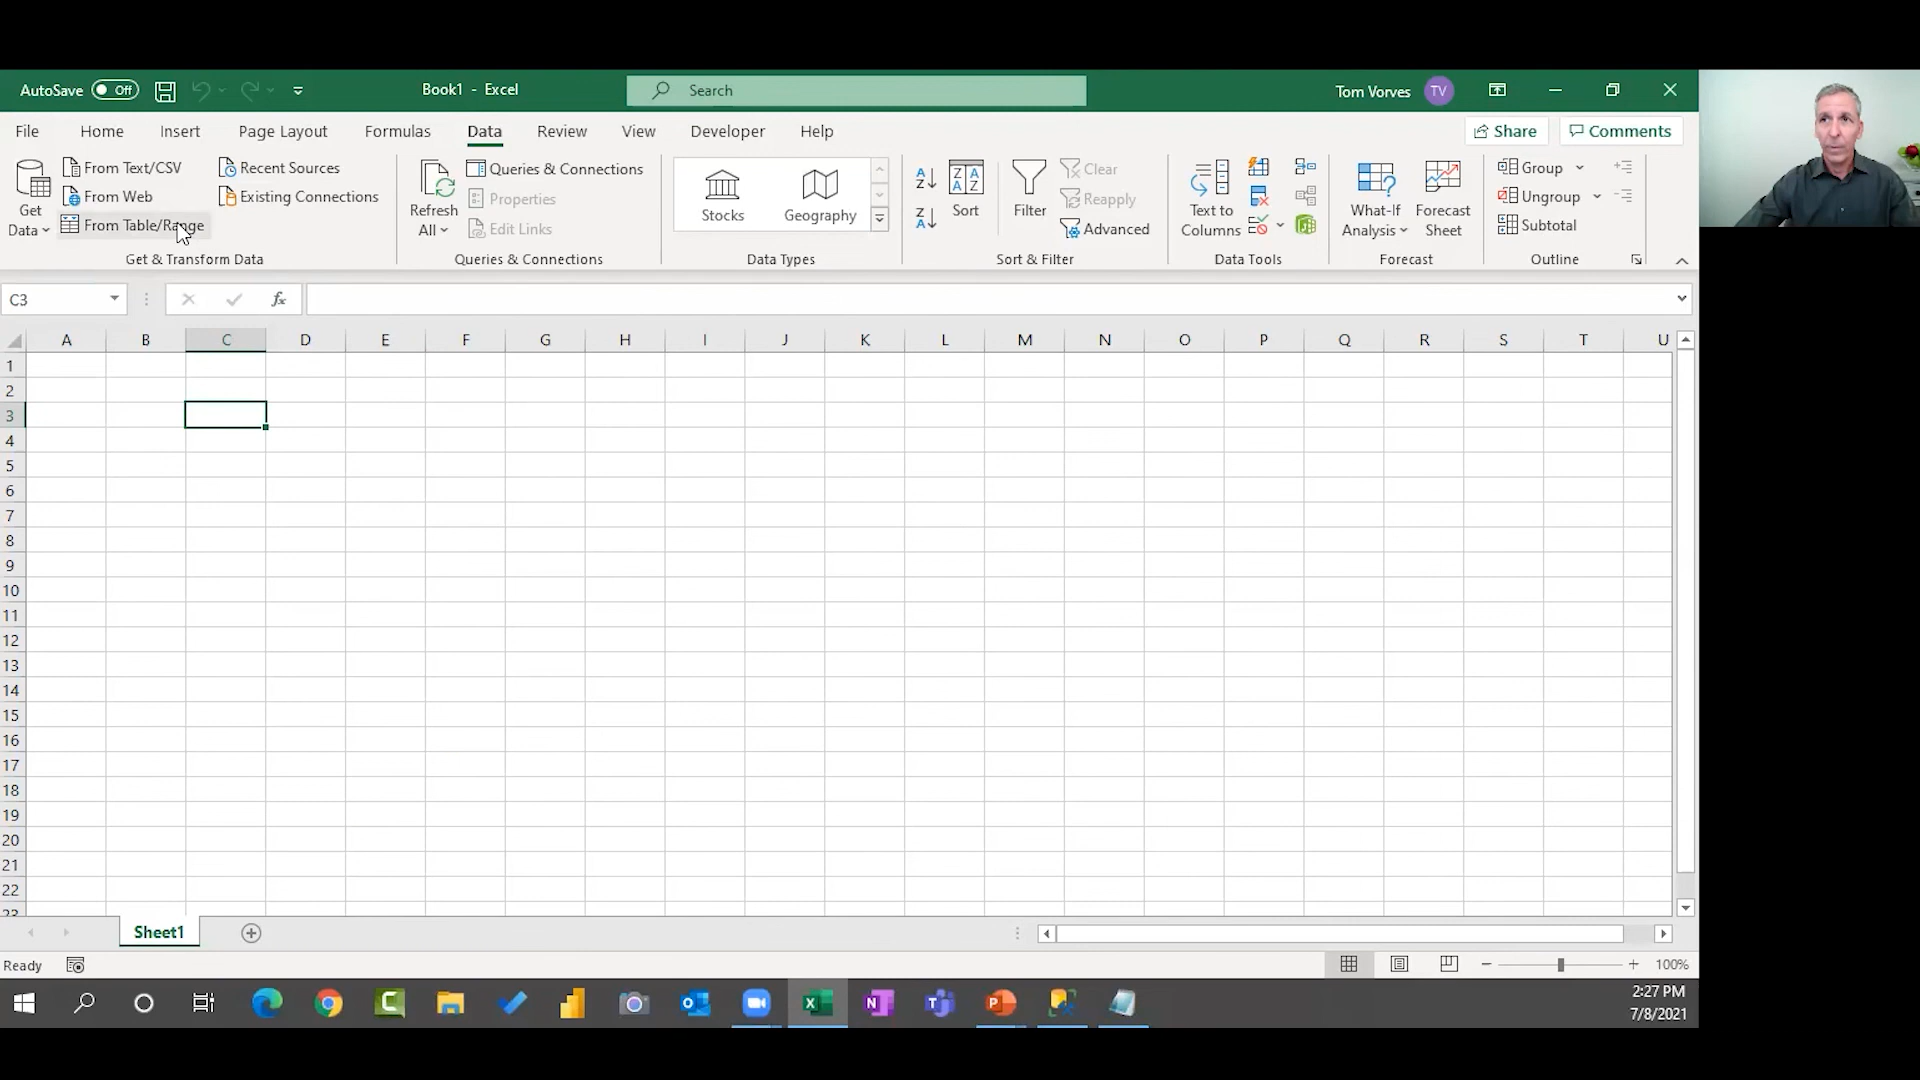 AutoSave Off Book1 - Excel Search Tom Vorves TV
File Home Insert Page Layout Formulas Data Review View Developer Help Share Comments
Get Data
From Text/CSV
From Web
From Table/Range
Recent Sources
Existing Connections
Get & Transform Data
Refresh All
Queries & Connections
Properties
Edit Links
Queries & Connections
Stocks
Geography
Data Types
Sort
Filter
Clear
Reapply
Advanced
Sort & Filter
Text to Columns
Data Tools
What-If Analysis
Forecast Sheet
Forecast
Group
Ungroup
Subtotal
Outline
C3 fx
A B C D E F G H I J K L M N O P Q R S T U
1
2
3
4
5
6
7
8
9
10
11
12
13
14
15
16
17
18
19
20
21
22
23
Sheet1
Ready 100%
2:27 PM
7/8/2021